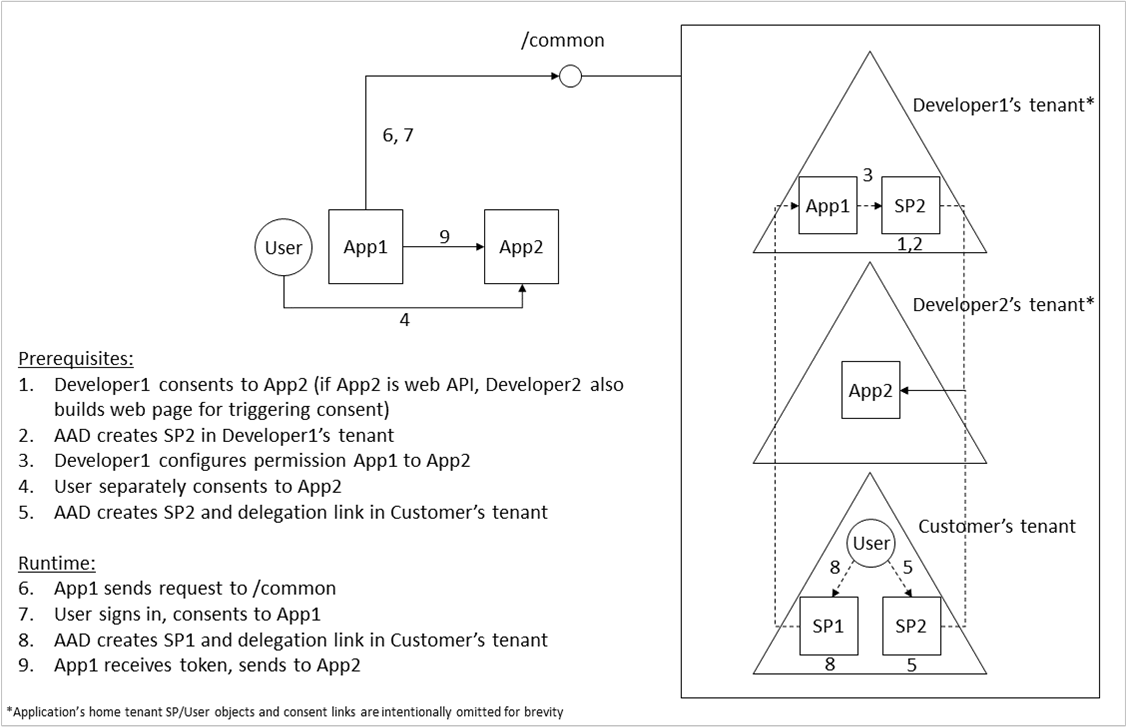 /common
Developer1's tenant*
6, 7
3
App1
SP2
User
App1
9
App2
1,2
4
Developer2's tenant*
App2
Prerequisites:
1. Developer1 consents to App2 (if App2 is web API, Developer2 also
builds web page for triggering consent)
2. AAD creates SP2 in Developer1's tenant
3. Developer1 configures permission App1 to App2
4. User separately consents to App2
5. AAD creates SP2 and delegation link in Customer's tenant
Customer's tenant
User
8
5
SP1
SP2
8
5
Runtime:
6. App1 sends request to /common
7. User signs in, consents to App1
8. AAD creates SP1 and delegation link in Customer's tenant
9. App1 receives token, sends to App2
*Application's home tenant SP/User objects and consent links are intentionally omitted for brevity